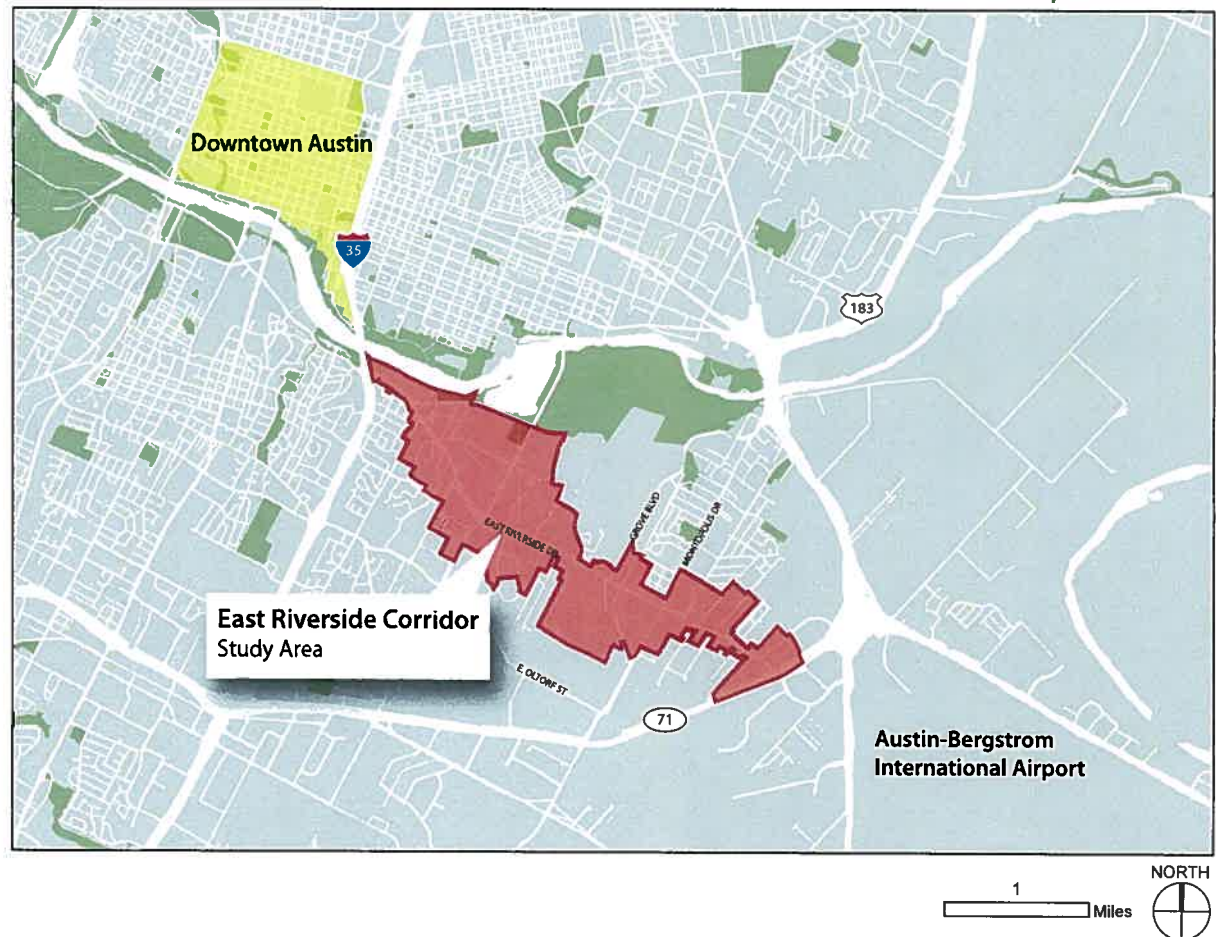 Downtown Austin
35
183
GROVE BLVD
MONTOPOLIS DR
EAST RIVERSIDE DR
East Riverside Corridor
Study Area
E. OLTORF ST
71
Austin-Bergstrom
International Airport
NORTH
1
Miles